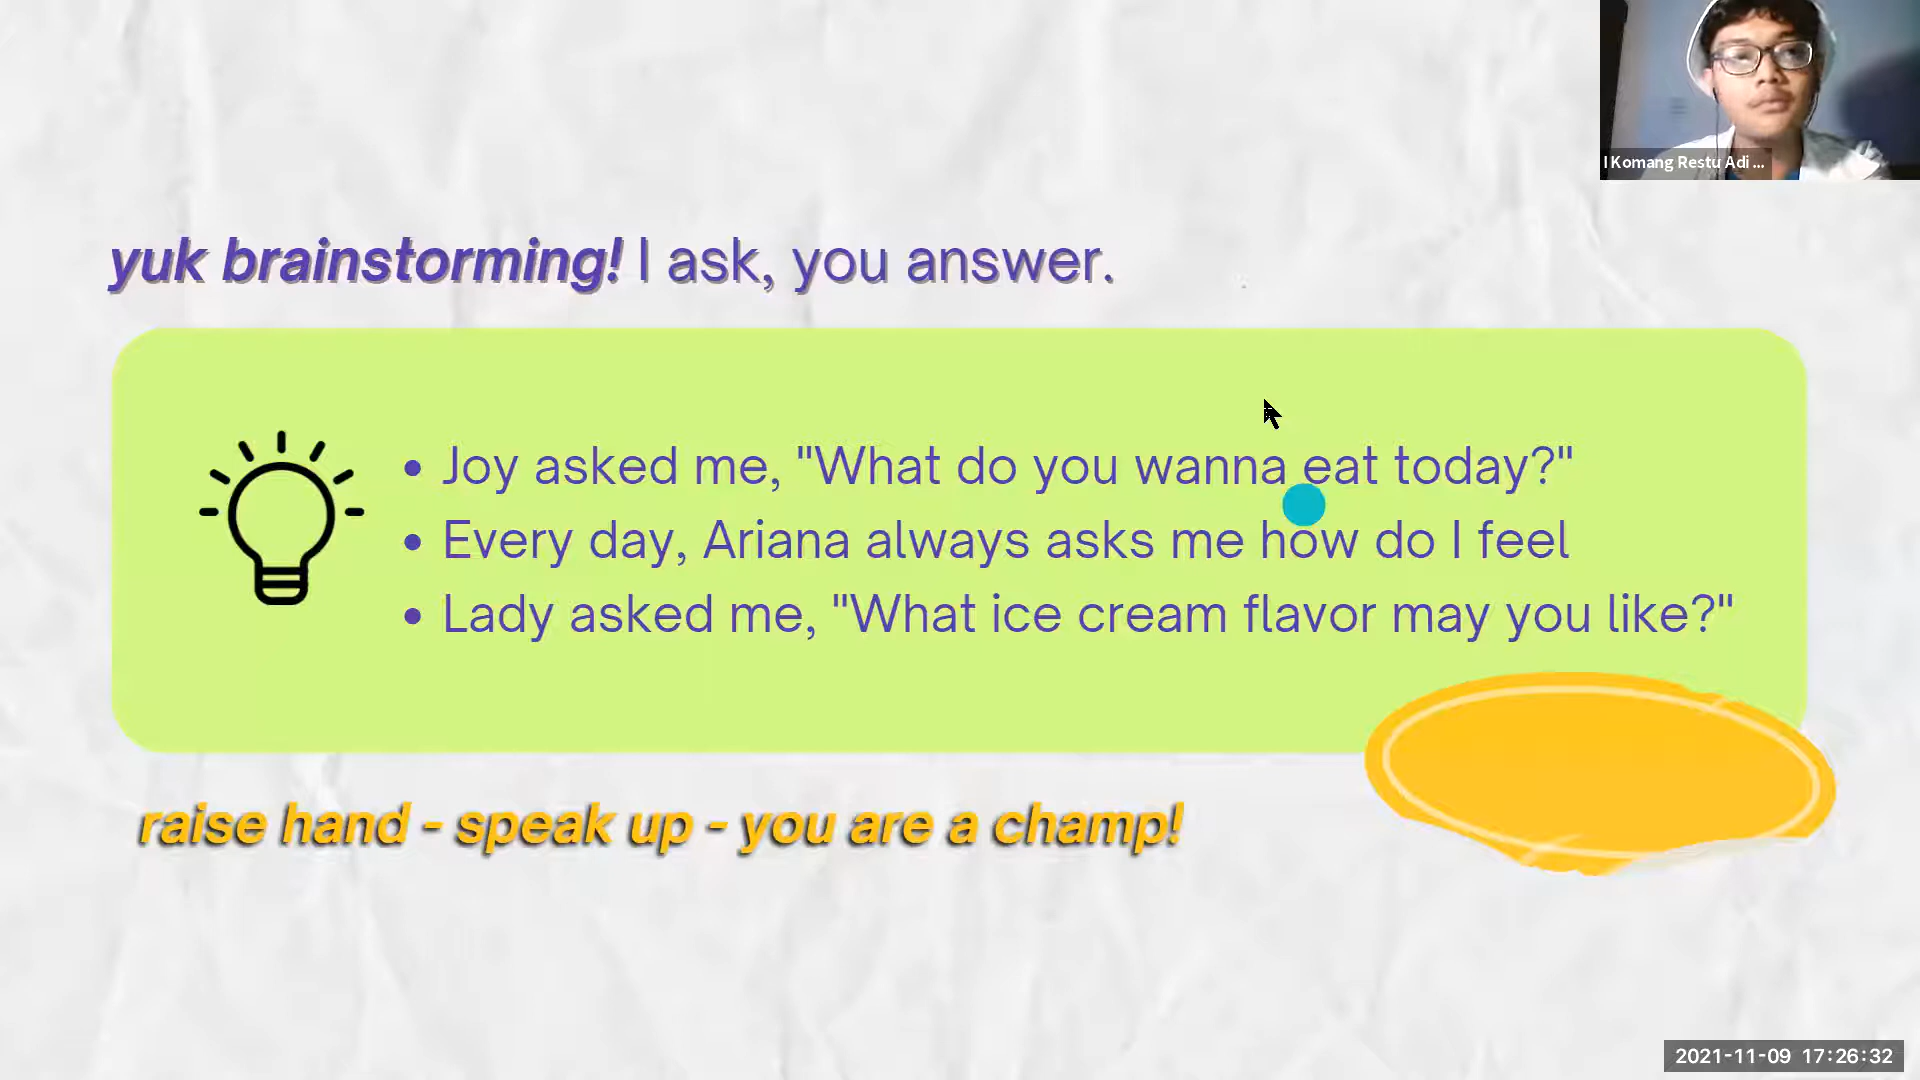 I Komang Restu Adi ...
yuk brainstorming! I ask, you answer.
• Joy asked me, "What do you wanna eat today?"
• Every day, Ariana always asks me how do I feel
• Lady asked me, "What ice cream flavor may you like?"
raise hand - speak up - you are a champ!
2021-11-09 17:26:32